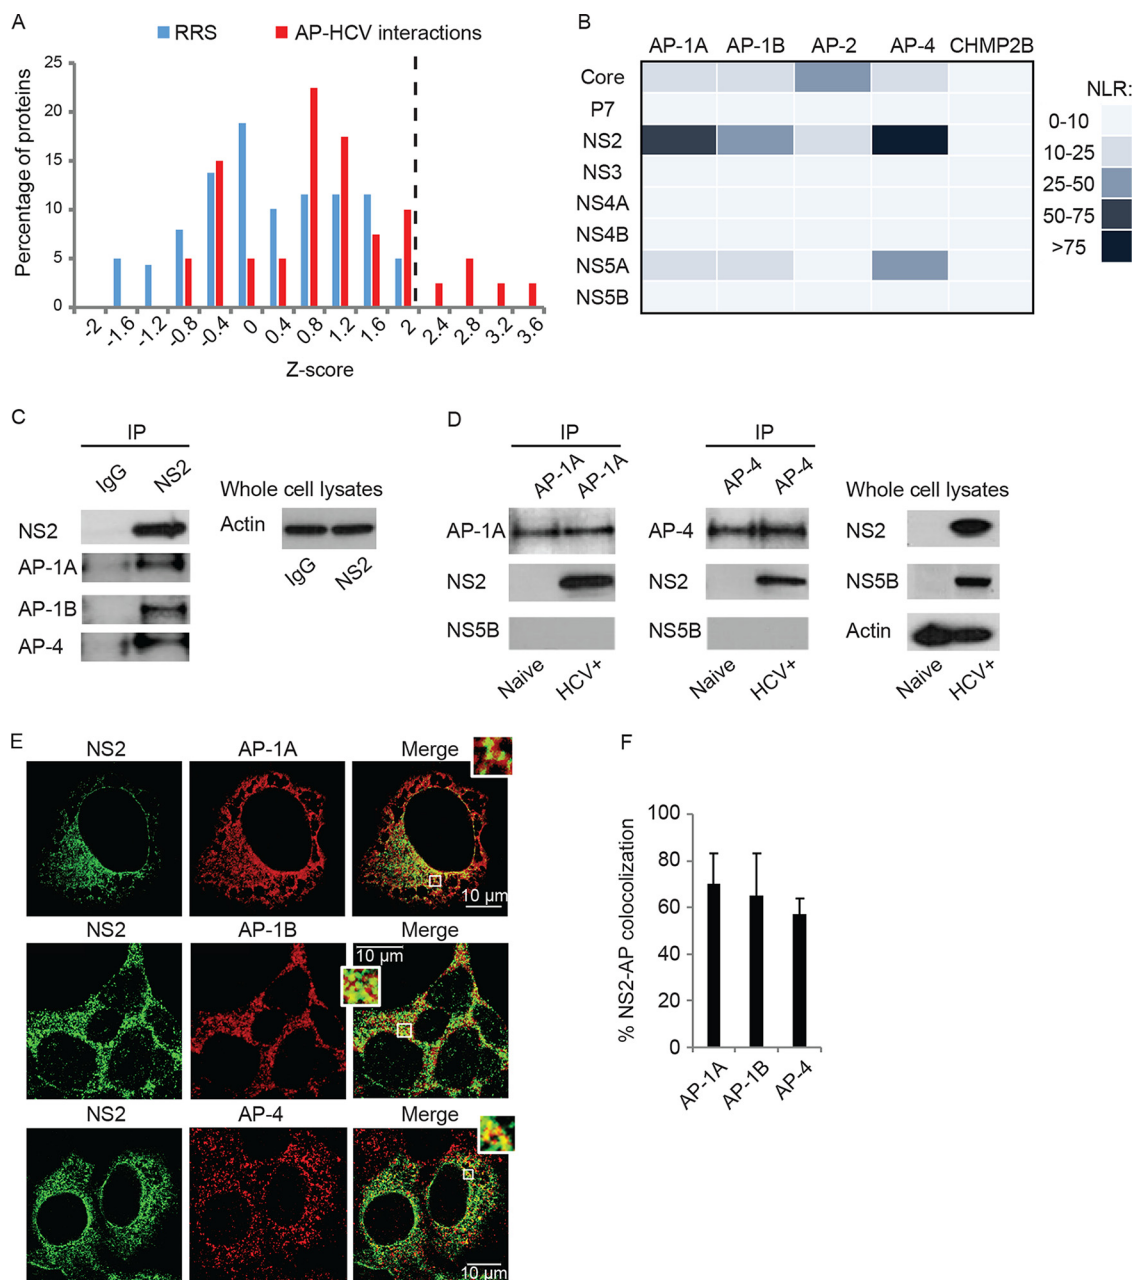 A
RRS
AP-HCV interactions
Percentage of proteins
25
20
15
10
5
0
-2
-1.6
-1.2
-0.8
-0.4
0
0.4
0.8
1.2
1.6
2
2.4
2.8
3.2
3.6
Z-score
B
AP-1A AP-1B AP-2 AP-4 CHMP2B
Core
P7
NS2
NS3
NS4A
NS4B
NS5A
NS5B
NLR:
0-10
10-25
25-50
50-75
>75
C
IP
IgG NS2
NS2
AP-1A
AP-1B
AP-4
Whole cell lysates
Actin
IgG NS2
D
IP
AP-1A AP-1A
AP-1A
NS2
NS5B
Naive HCV+
IP
AP-4 AP-4
AP-4
NS2
NS5B
Naive HCV+
Whole cell lysates
NS2
NS5B
Actin
Naive HCV+
E
NS2 AP-1A Merge
10 µm
NS2 AP-1B Merge
10 µm
NS2 AP-4 Merge
10 µm
F
% NS2-AP colocolization
100
80
60
40
20
0
AP-1A
AP-1B
AP-4